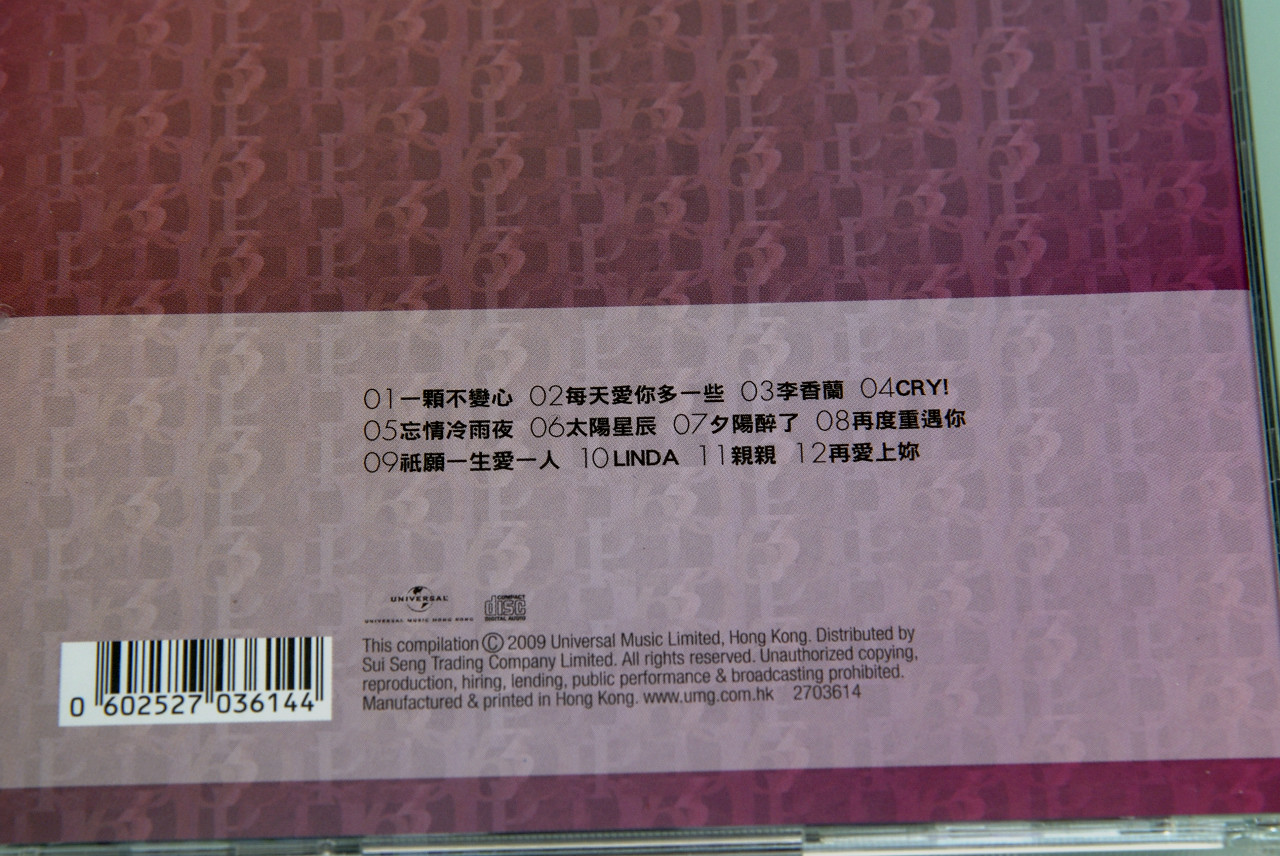 01一顆不變心 02每天愛你多一些 03李香蘭 04CRY!
05忘情冷雨夜 06太陽星辰 07夕陽醉了 08再度重遇你
09祇願一生愛一人 10LINDA 11親親 12再愛上妳
UNIVERSAL
UNIVERSAL MUSIC HONG KONG
COMPACT
disc
DIGITAL AUDIO
This compilation Ⓒ 2009 Universal Music Limited, Hong Kong. Distributed by
Sui Seng Trading Company Limited. All rights reserved. Unauthorized copying,
reproduction, hiring, lending, public performance & broadcasting prohibited.
Manufactured & printed in Hong Kong. www.umg.com.hk 2703614
0 602527 036144